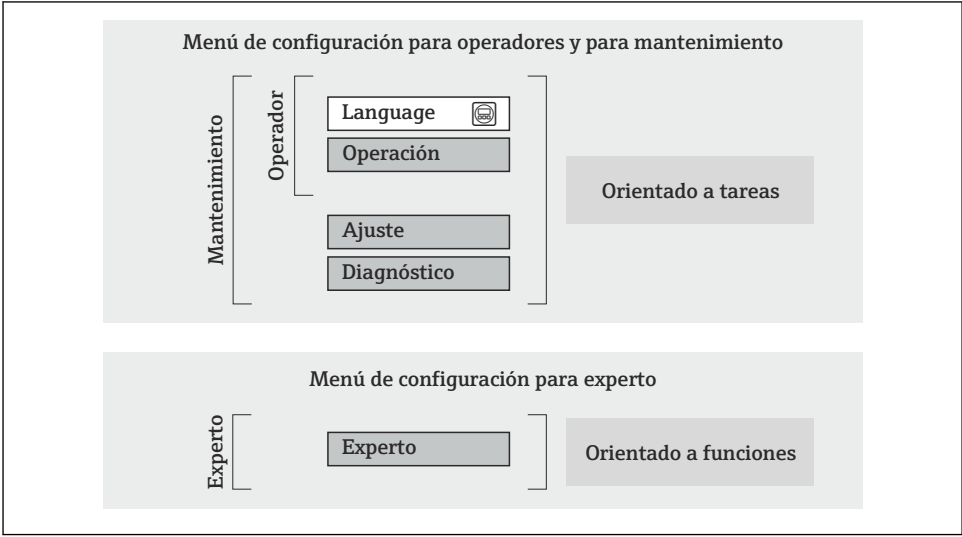 Menú de configuración para operadores y para mantenimiento
Mantenimiento
Operador
Language
Operación
Ajuste
Diagnóstico
Orientado a tareas
Menú de configuración para experto
Experto
Experto
Orientado a funciones